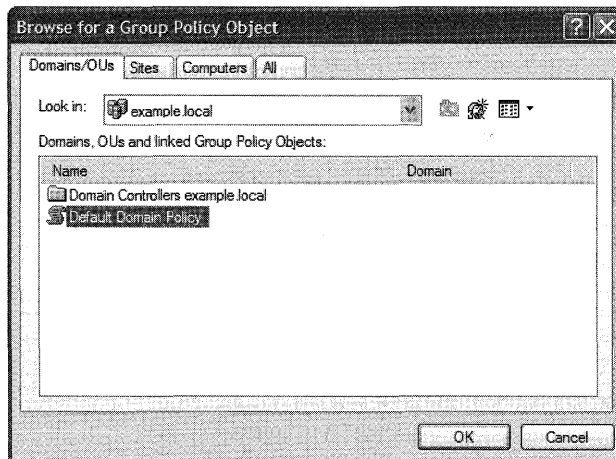 Browse for a Group Policy Object
Domains/OUs Sites Computers All
Look in: example.local
Domains, OUs and linked Group Policy Objects:
Name Domain
Domain Controllers example.local
Default Domain Policy
OK Cancel